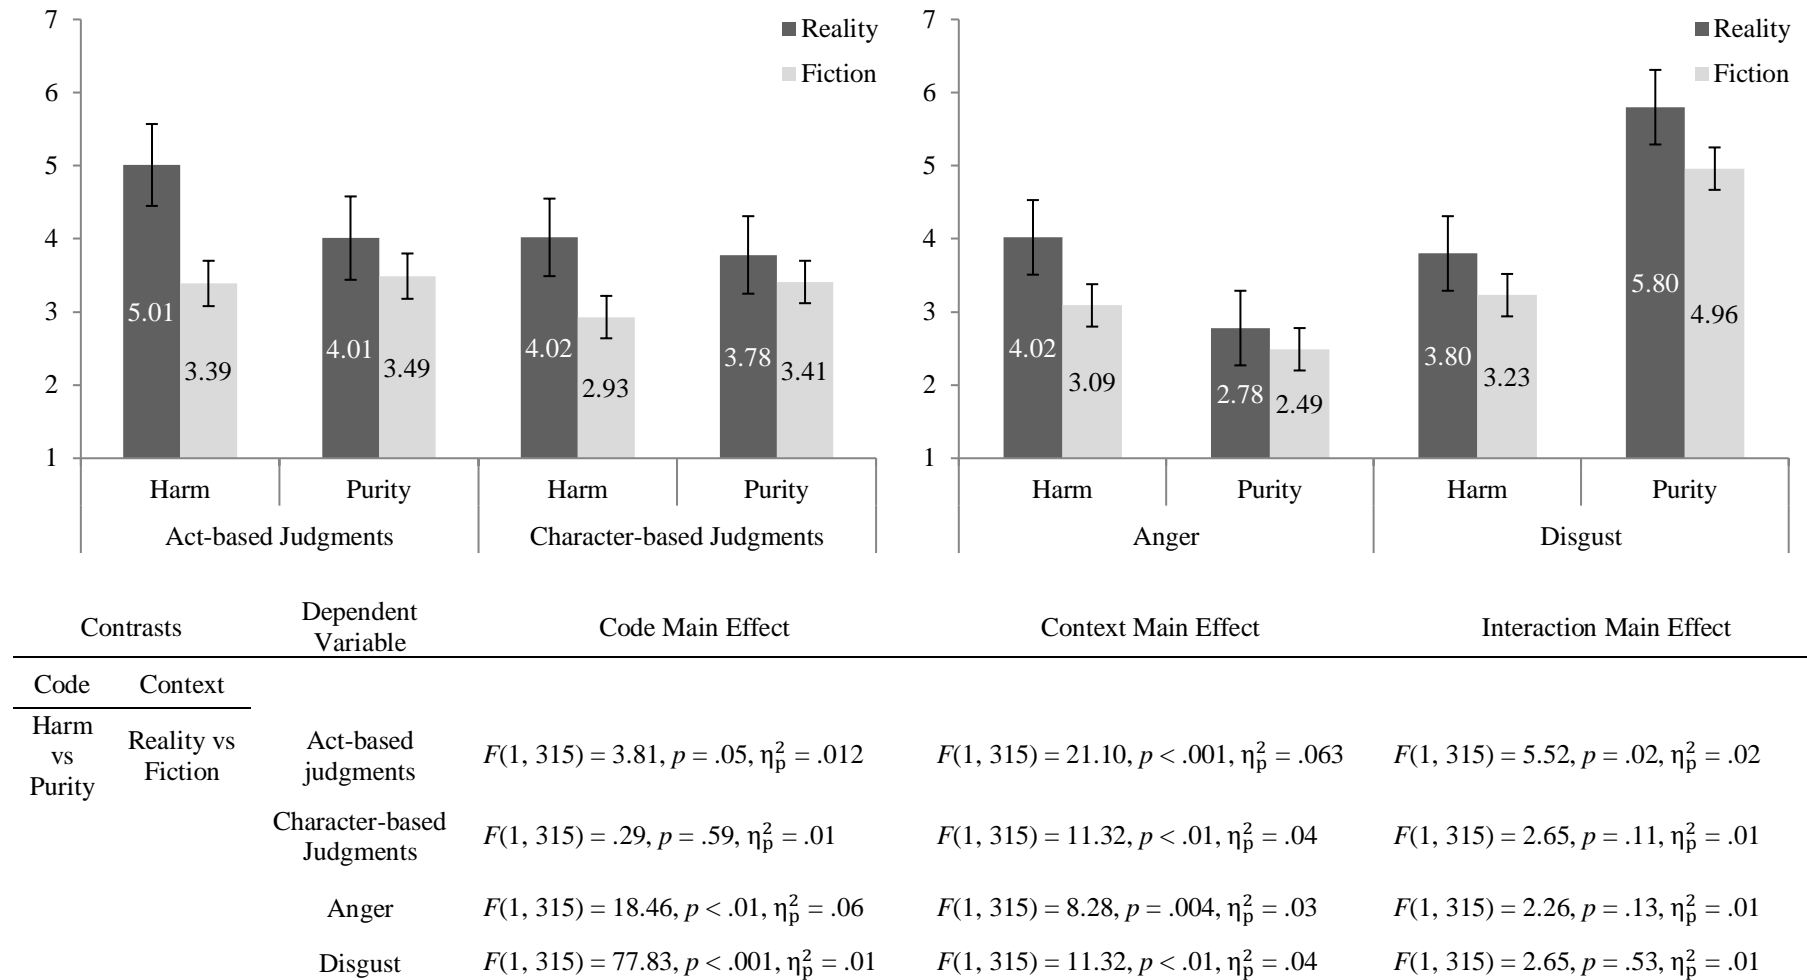 7
6
5
4
3
2
1
Reality
Fiction
5.01
3.39
4.01
3.49
4.02
2.93
3.78
3.41
Harm
Purity
Harm
Purity
Act-based Judgments
Character-based Judgments
7
6
5
4
3
2
1
Reality
Fiction
4.02
3.09
2.78
2.49
3.80
3.23
5.80
4.96
Harm
Purity
Harm
Purity
Anger
Disgust
Contrasts
Dependent
Variable
Code Main Effect
Context Main Effect
Interaction Main Effect
Code
Context
Harm
vs
Purity
Reality vs
Fiction
Act-based
judgments
F(1, 315) = 3.81, p = .05, η²p = .012
F(1, 315) = 21.10, p < .001, η²p = .063
F(1, 315) = 5.52, p = .02, η²p = .02
Character-based
Judgments
F(1, 315) = .29, p = .59, η²p = .01
F(1, 315) = 11.32, p < .01, η²p = .04
F(1, 315) = 2.65, p = .11, η²p = .01
Anger
F(1, 315) = 18.46, p < .01, η²p = .06
F(1, 315) = 8.28, p = .004, η²p = .03
F(1, 315) = 2.26, p = .13, η²p = .01
Disgust
F(1, 315) = 77.83, p < .001, η²p = .01
F(1, 315) = 11.32, p < .01, η²p = .04
F(1, 315) = 2.65, p = .53, η²p = .01